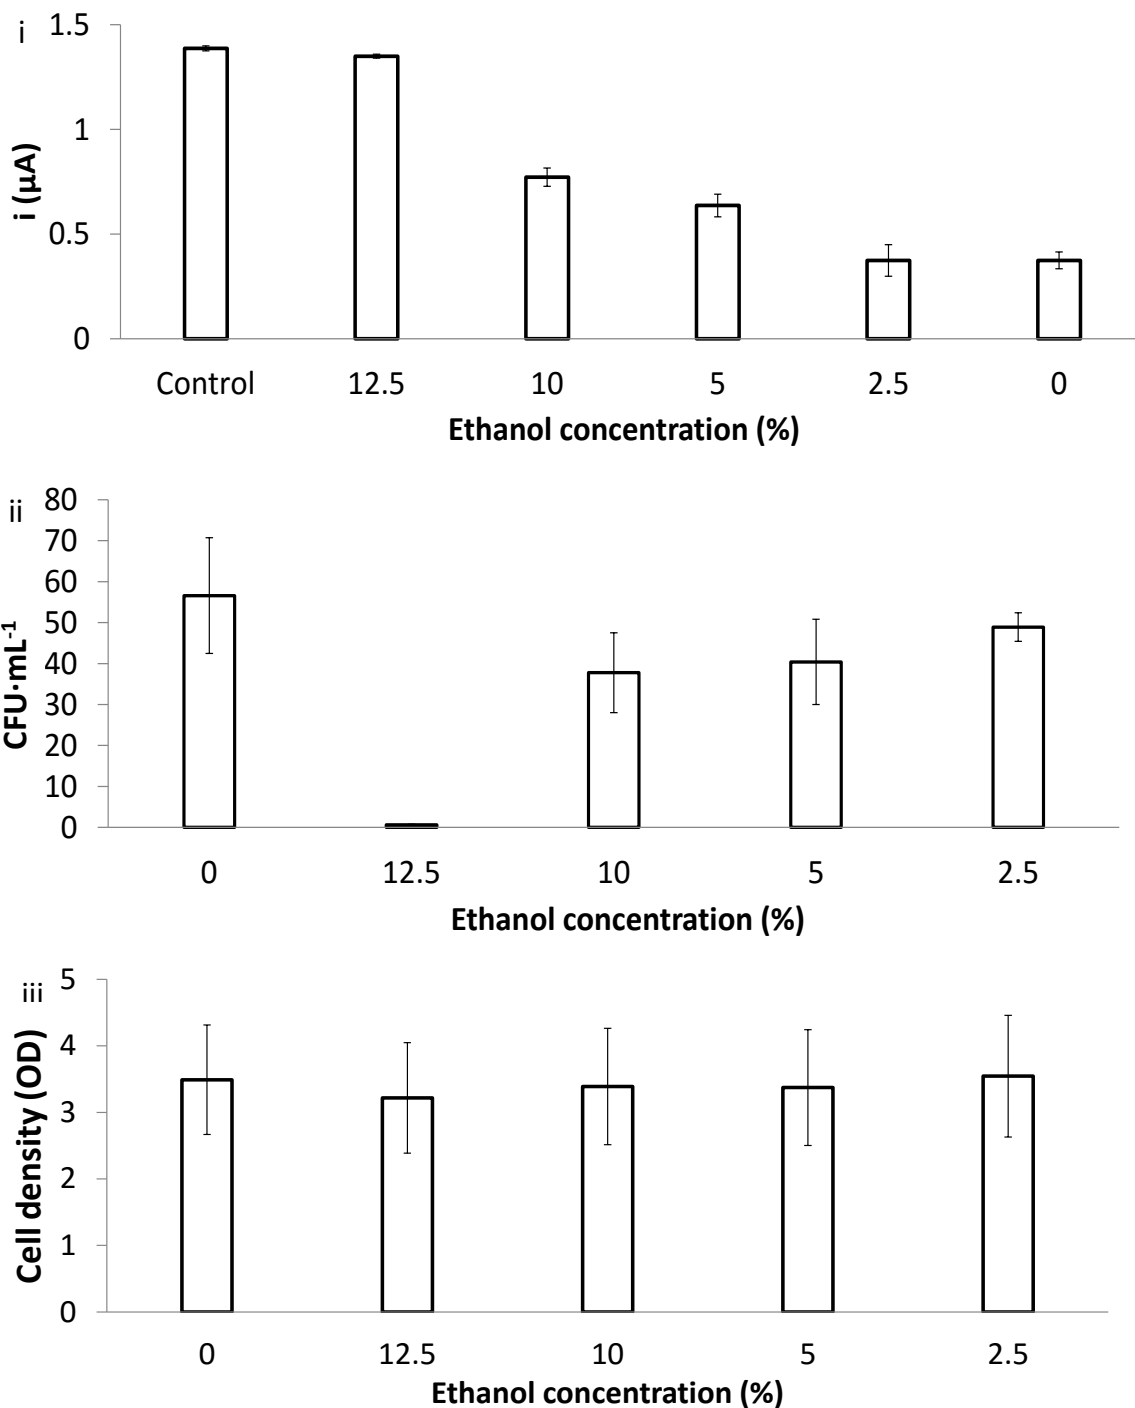 i
1.5
1
0.5
0
i (µA)
Control 12.5 10 5 2.5 0
Ethanol concentration (%)
ii
80
70
60
50
40
30
20
10
0
CFU·mL-1
0 12.5 10 5 2.5
Ethanol concentration (%)
iii
5
4
3
2
1
0
Cell density (OD)
0 12.5 10 5 2.5
Ethanol concentration (%)